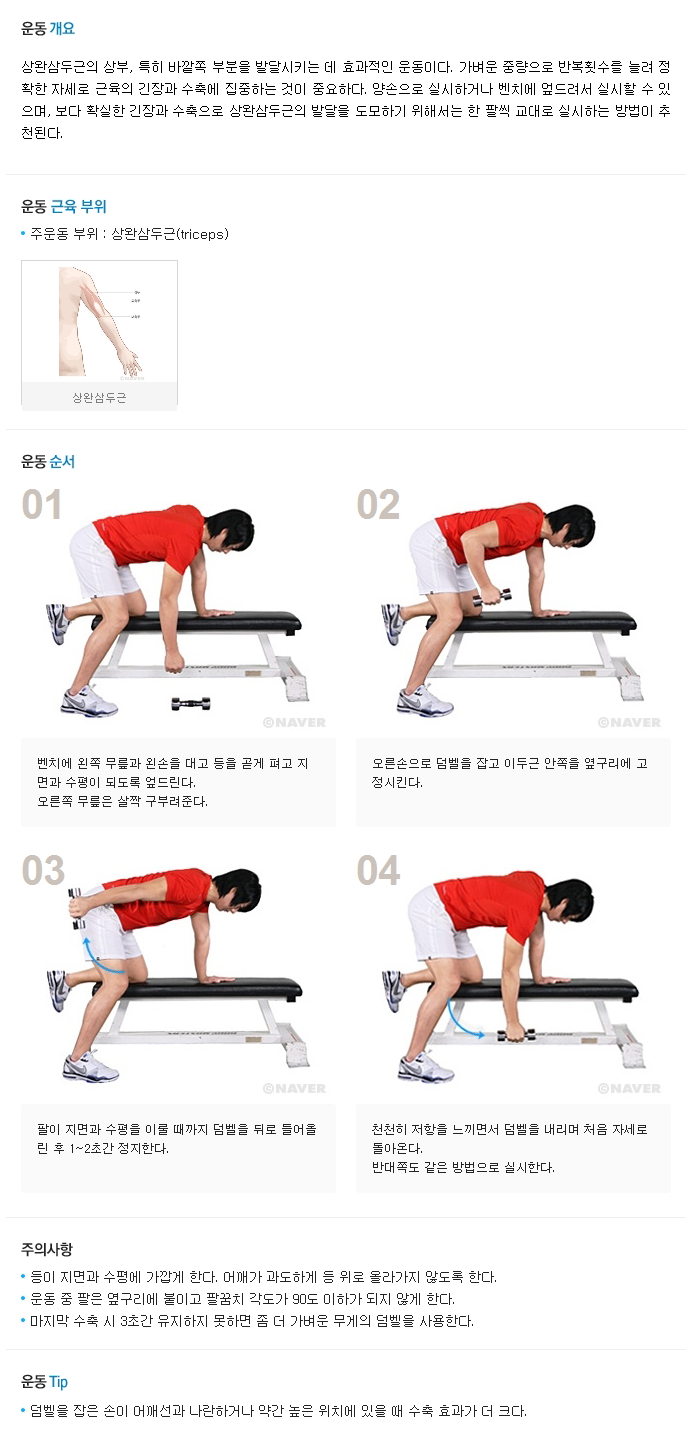 운동 개요
상완삼두근의 상부, 특히 바깥쪽 부분을 발달시키는 데 효과적인 운동이다. 가벼운 중량으로 반복횟수를 늘려 정
확한 자세로 근육의 긴장과 수축에 집중하는 것이 중요하다. 양손으로 실시하거나 벤치에 엎드려서 실시할 수 있
으며, 보다 확실한 긴장과 수축으로 상완삼두근의 발달을 도모하기 위해서는 한 팔씩 교대로 실시하는 방법이 추
천된다.
운동 근육 부위
• 주운동 부위 : 상완삼두근(triceps)
©NAVER
상완삼두근
운동 순서
01
©NAVER
벤치에 왼쪽 무릎과 왼손을 대고 등을 곧게 펴고 지
면과 수평이 되도록 엎드린다.
오른쪽 무릎은 살짝 구부려준다.
02
©NAVER
오른손으로 덤벨을 잡고 이두근 안쪽을 옆구리에 고
정시킨다.
03
©NAVER
팔이 지면과 수평을 이룰 때까지 덤벨을 뒤로 들어올
린 후 1~2초간 정지한다.
04
©NAVER
천천히 저항을 느끼면서 덤벨을 내리며 처음 자세로
돌아온다.
반대쪽도 같은 방법으로 실시한다.
주의사항
• 등이 지면과 수평에 가깝게 한다. 어깨가 과도하게 등 위로 올라가지 않도록 한다.
• 운동 중 팔은 옆구리에 붙이고 팔꿈치 각도가 90도 이하가 되지 않게 한다.
• 마지막 수축 시 3초간 유지하지 못하면 좀 더 가벼운 무게의 덤벨을 사용한다.
운동 Tip
• 덤벨을 잡은 손이 어깨선과 나란하거나 약간 높은 위치에 있을 때 수축 효과가 더 크다.